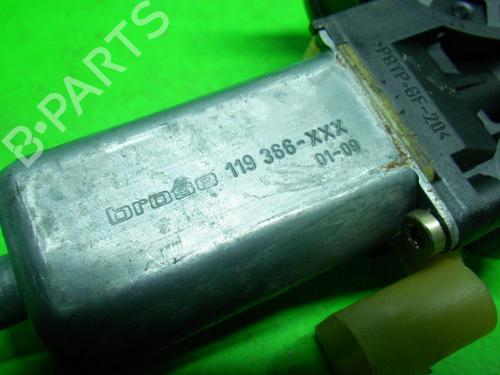 B-PARTS
>PBTP-GF-20<
brose 119 366-XXX
01-09